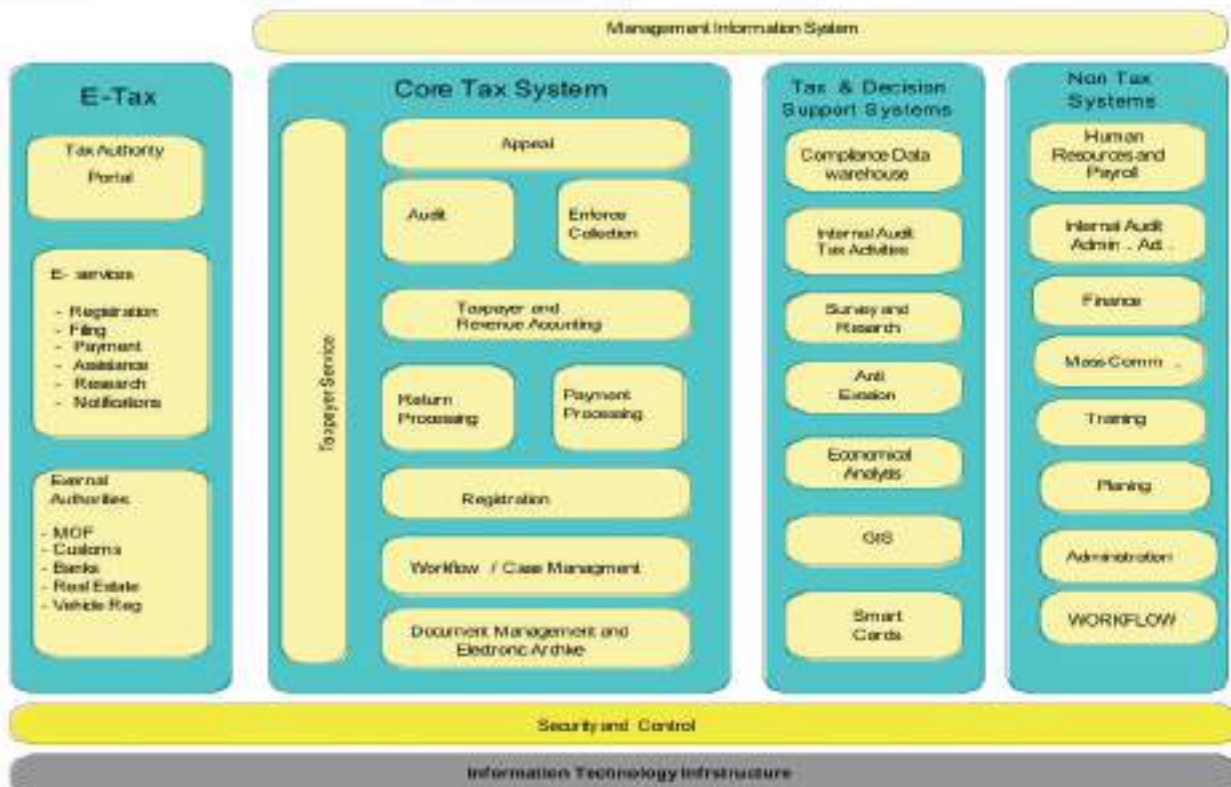 Management Information System
E-Tax
Tax Authority
Portal
E- services
- Registration
- Filing
- Payment
- Assistance
- Research
- Notifications
External
Authorities
- MOF
- Customs
- Banks
- Real Estate
- Vehicle Reg
Core Tax System
Taxpayer Service
Appeal
Audit
Enforce
Collection
Taxpayer and
Revenue Acounting
Return
Processing
Payment
Processing
Registration
Workflow / Case Managment
Document Management and
Electronic Archive
Tax & Decision
Support Systems
Compliance Data
warehouse
Internal Audit
Tax Activities
Survey and
Research
Anti
Evasion
Economical
Analysis
GIS
Smart
Cards
Non Tax
Systems
Human
Resources and
Payroll
Internal Audit
Admin .. Ad..
Finance
Mass Comm ..
Training
Planing
Administration
WORKFLOW
Security and Control
Information Technology Infrstructure